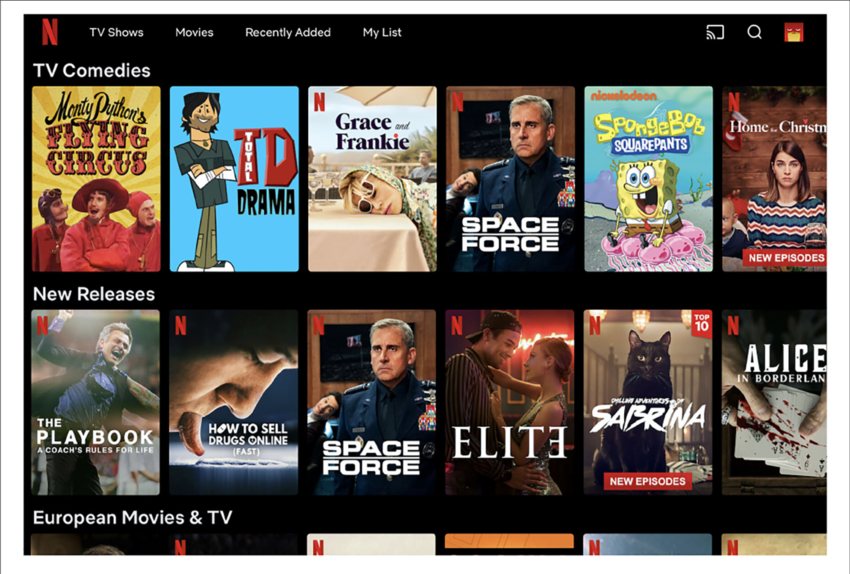 N
TV Shows
Movies
Recently Added
My List
TV Comedies
Monty Python's
FLYING
CIRCUS
TOTAL
TD
DRAMA
N
Grace and
Frankie
N
SPACE
FORCE
nickelodeon
SpongeBob
SQUAREPANTS
N
Home for Christm
NEW EPISODES
New Releases
N
THE
PLAYBOOK
A COACH'S RULES FOR LIFE
N
HOW TO SELL
DRUGS ONLINE
(FAST)
N
SPACE
FORCE
N
ELITE
N
TOP
10
CHILLING ADVENTURES OF
SABRINA
NEW EPISODES
N
ALICE
IN BORDERLAN
European Movies & TV
N
N
N
N